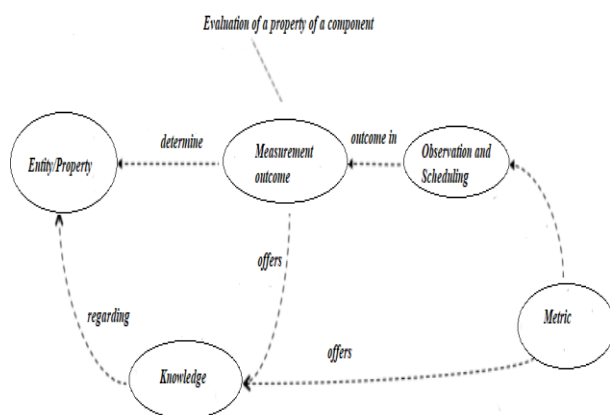 Evaluation of a property of a component
determine
Measurement
outcome
outcome in
Entity/Property
Observation and
Scheduling
offers
regarding
Metric
offers
Knowledge